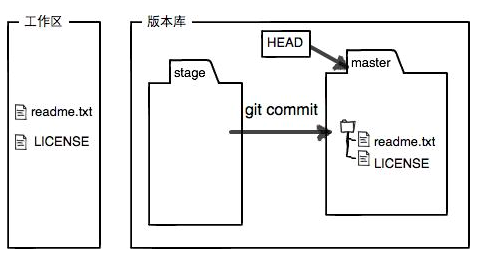 工作区
readme.txt
LICENSE
版本库
stage
git commit
HEAD
master
readme.txt
LICENSE